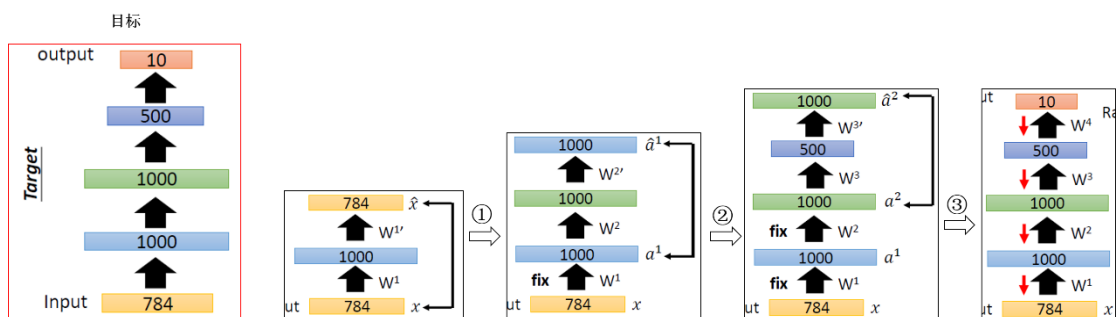 目标
output
10
500
Target
1000
1000
Input
784
784
x̂
W¹'
1000
W¹
ut
784
x
①
1000
â¹
W²'
1000
W²
1000
a¹
fix
W¹
ut
784
x
②
1000
â²
W³'
500
W³
1000
a²
fix
W²
1000
a¹
fix
W¹
ut
784
x
③
ut
10
Ra
W⁴
500
W³
1000
W²
1000
W¹
ut
784
x